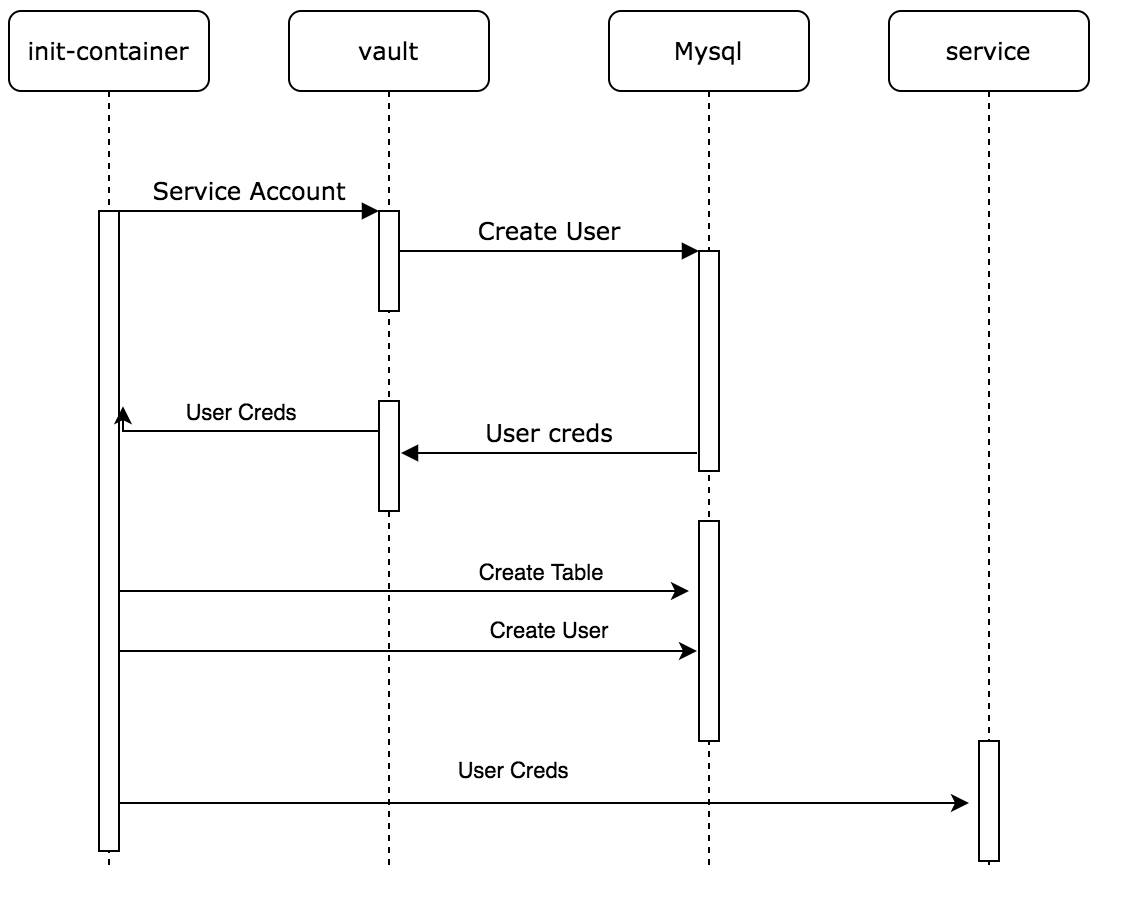 init-container
vault
Mysql
service
Service Account
Create User
User Creds
User creds
Create Table
Create User
User Creds